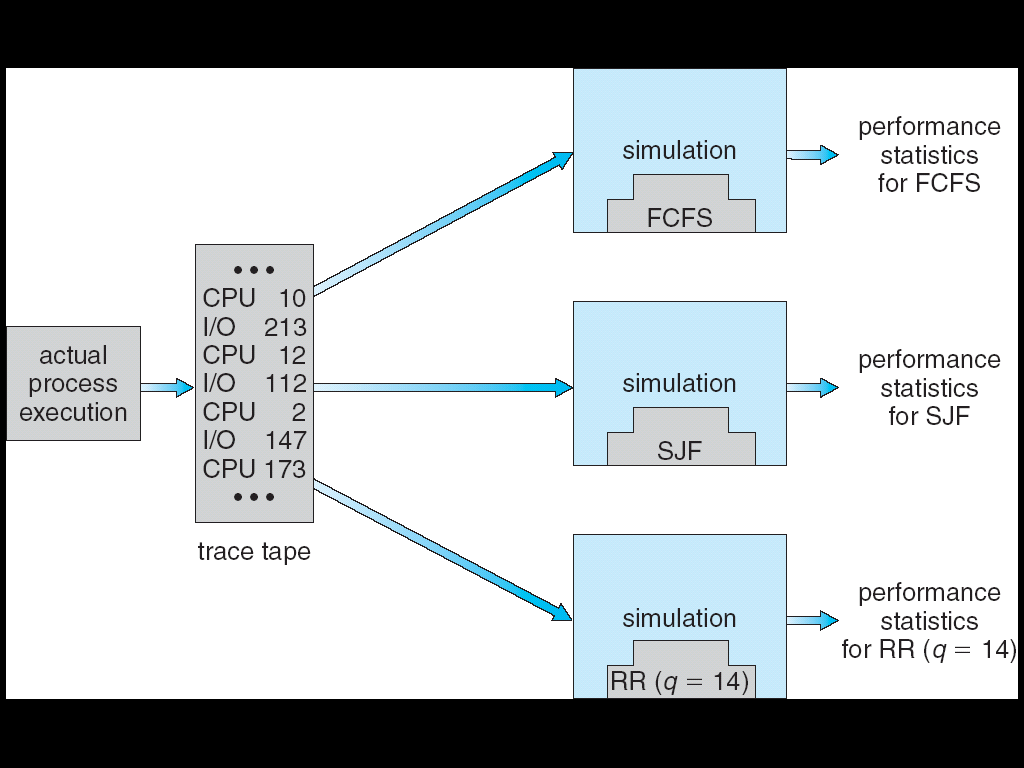 actual
process
execution
• • •
CPU 10
I/O 213
CPU 12
I/O 112
CPU 2
I/O 147
CPU 173
• • •
trace tape
simulation
FCFS
performance
statistics
for FCFS
simulation
SJF
performance
statistics
for SJF
simulation
RR (q = 14)
performance
statistics
for RR (q = 14)